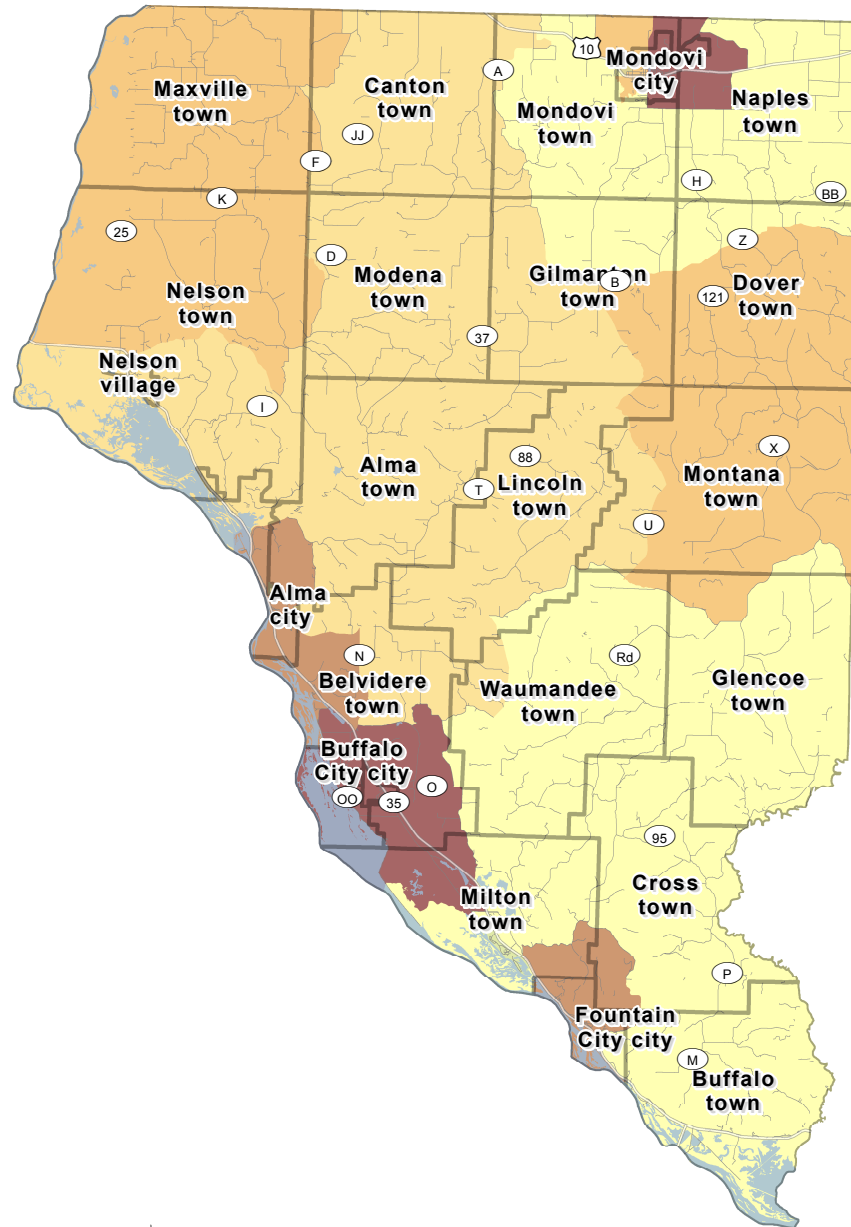 10
Mondovi
city
A
Maxville
town
Canton
town
Mondovi
town
Naples
town
JJ
F
H
BB
K
25
Z
D
Modena
town
Gilmanton
town
B
Dover
town
121
Nelson
town
37
Nelson
village
I
X
88
Alma
town
Lincoln
town
Montana
town
T
U
Alma
city
N
Rd
Belvidere
town
Waumandee
town
Glencoe
town
Buffalo
City city
O
OO
35
95
Cross
town
Milton
town
P
Fountain
City city
M
Buffalo
town